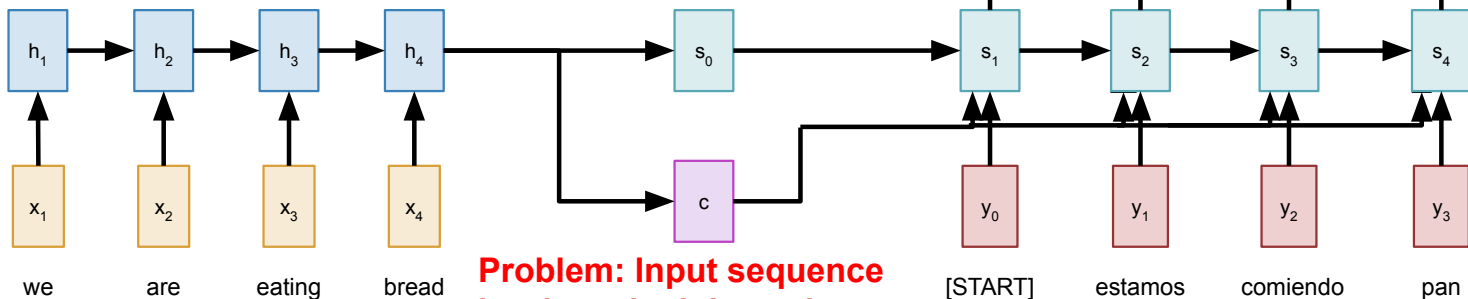 h1 h2 h3 h4 s0 s1 s2 s3 s4
x1 x2 x3 x4 c y0 y1 y2 y3
we are eating bread [START] estamos comiendo pan
Problem: Input sequence